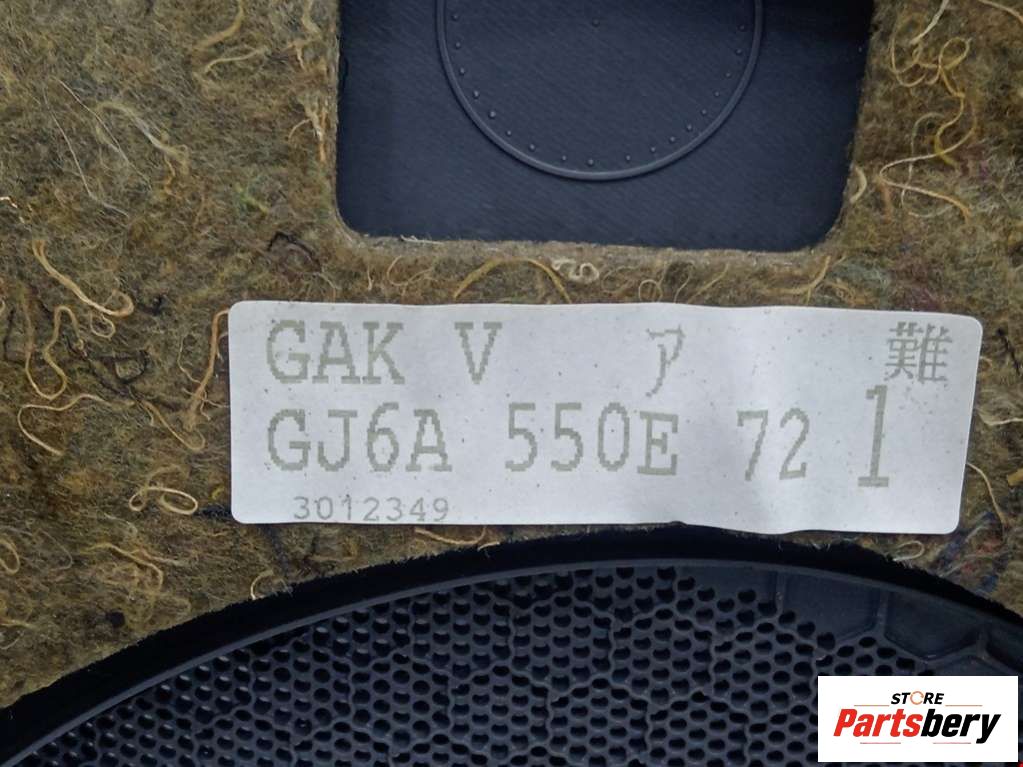 GAK V ア 難
GJ6A 550E 72 1
3012349
STORE
Partsbery